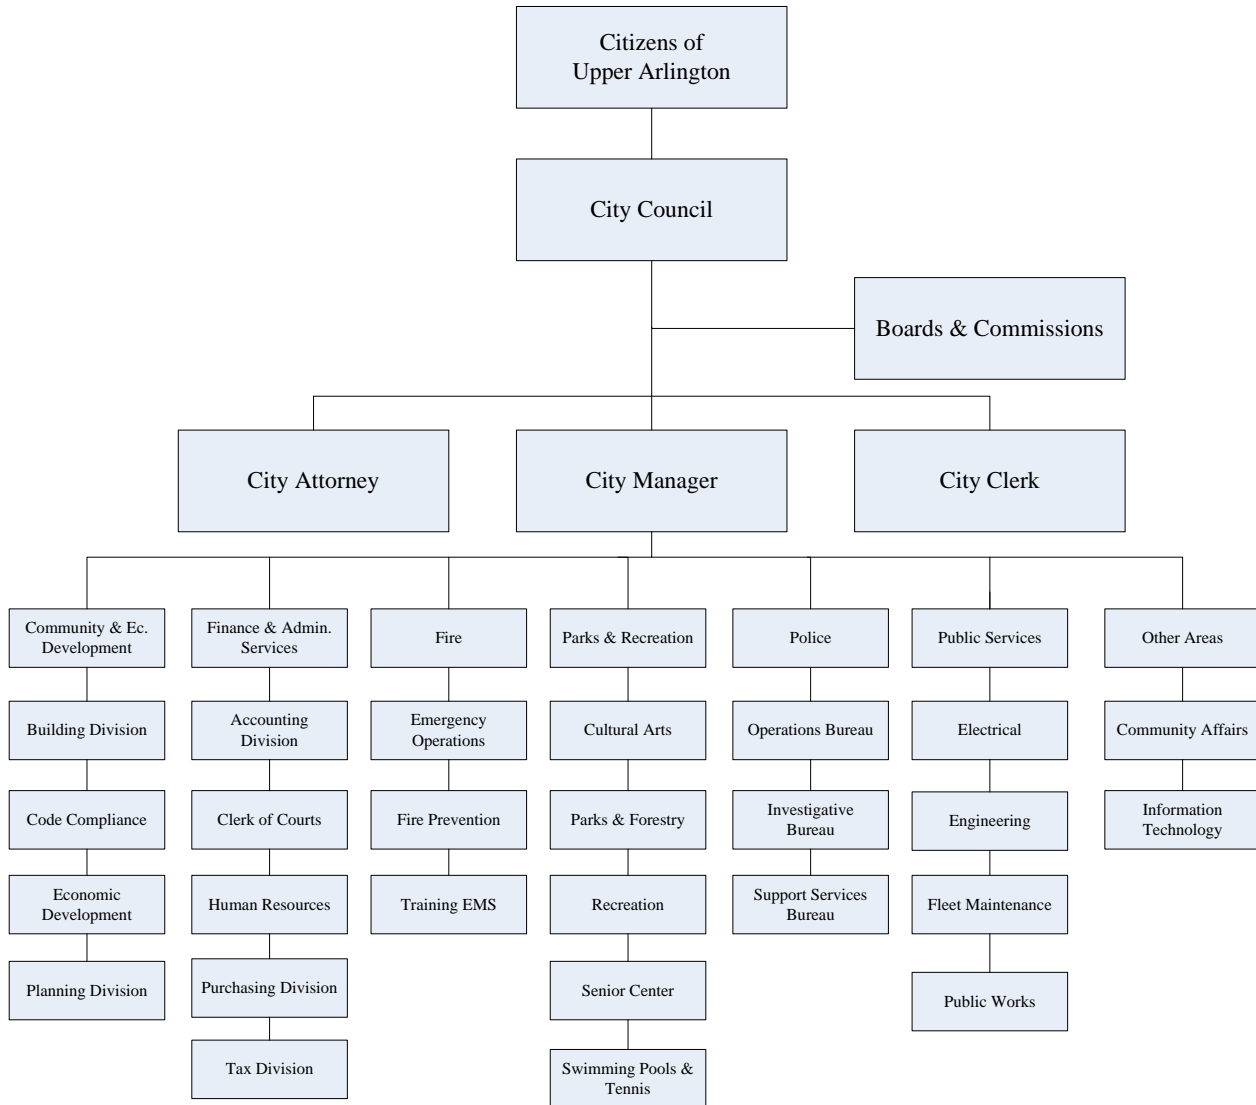 Citizens of
Upper Arlington
City Council
Boards & Commissions
City Attorney
City Manager
City Clerk
Community & Ec.
Development
Finance & Admin.
Services
Fire
Parks & Recreation
Police
Public Services
Other Areas
Building Division
Accounting
Division
Emergency
Operations
Cultural Arts
Operations Bureau
Electrical
Community Affairs
Code Compliance
Clerk of Courts
Fire Prevention
Parks & Forestry
Investigative
Bureau
Engineering
Information
Technology
Economic
Development
Human Resources
Training EMS
Recreation
Support Services
Bureau
Fleet Maintenance
Planning Division
Purchasing Division
Senior Center
Public Works
Tax Division
Swimming Pools &
Tennis